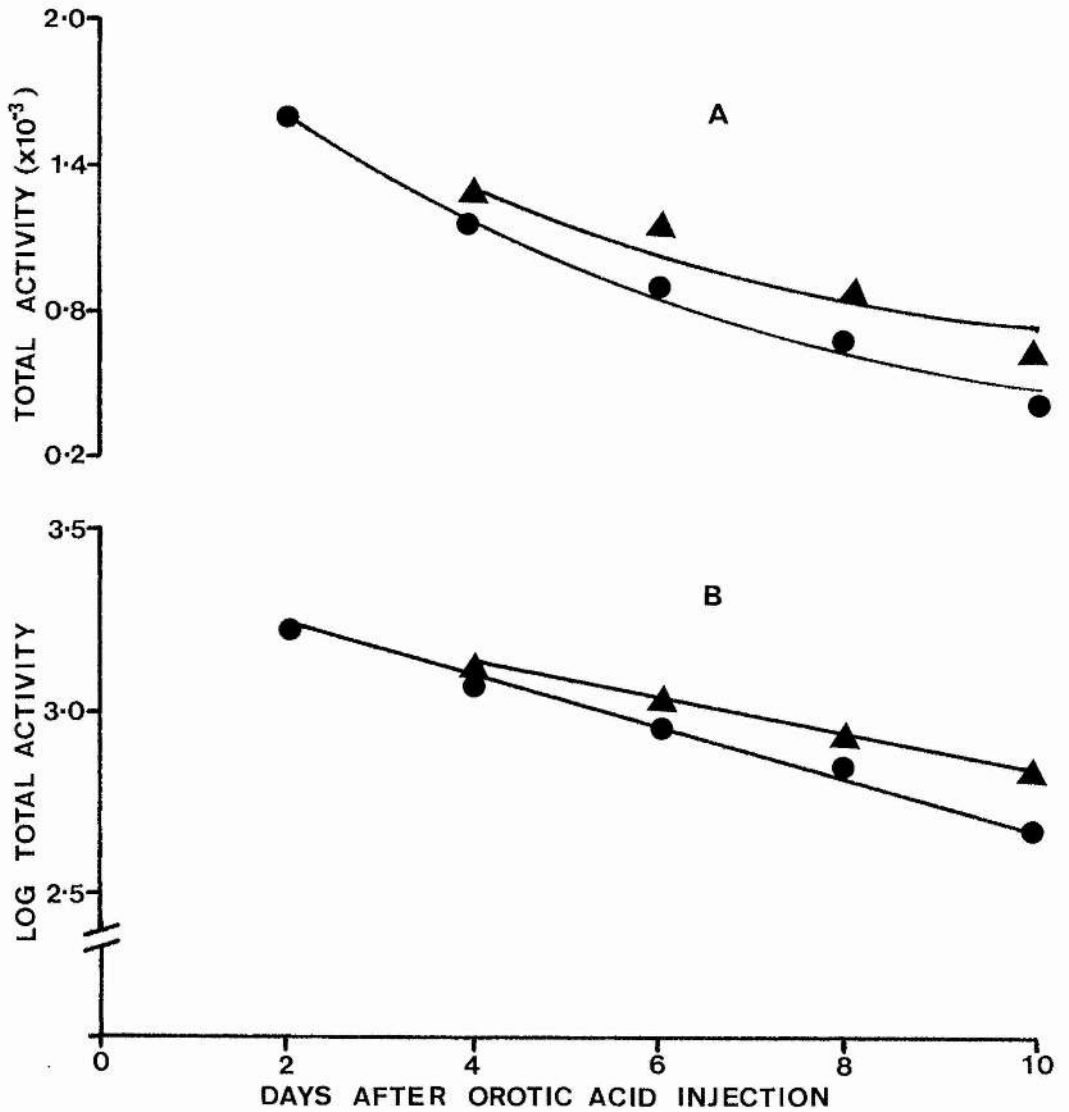 2·0
1·4
0·8
0·2
TOTAL ACTIVITY (x10⁻³)
A
3·5
3·0
2·5
LOG TOTAL ACTIVITY
B
0 2 4 6 8 10
DAYS AFTER OROTIC ACID INJECTION